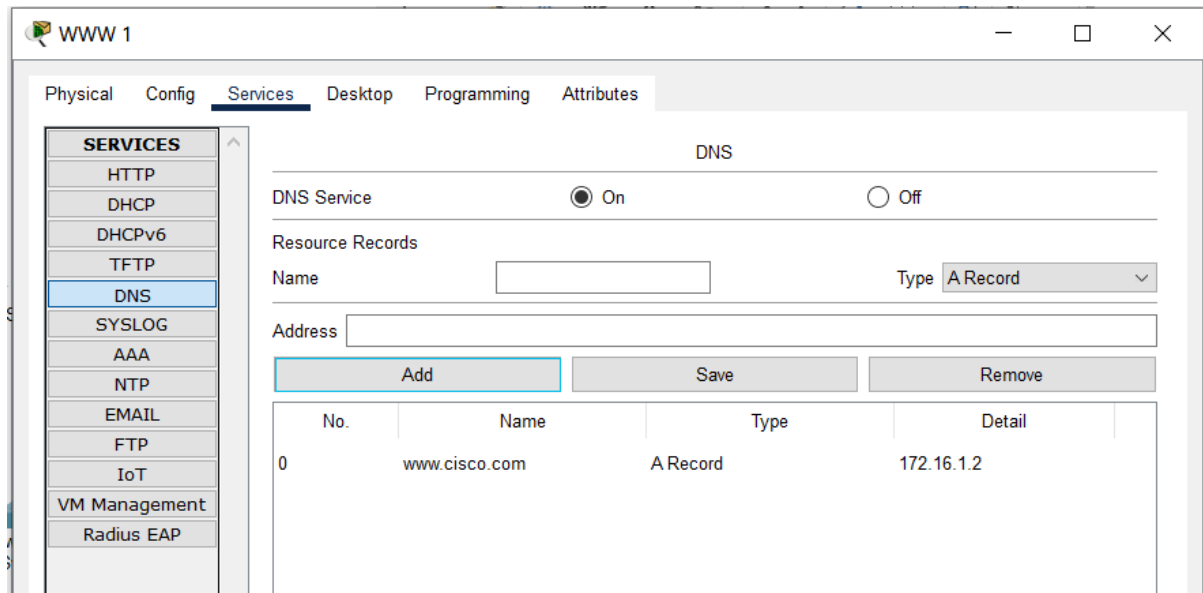 WWW 1
Physical Config Services Desktop Programming Attributes
SERVICES
HTTP
DHCP
DHCPv6
TFTP
DNS
SYSLOG
AAA
NTP
EMAIL
FTP
IoT
VM Management
Radius EAP
DNS
DNS Service On Off
Resource Records
Name Type A Record
Address
Add Save Remove
No. Name Type Detail
0 www.cisco.com A Record 172.16.1.2